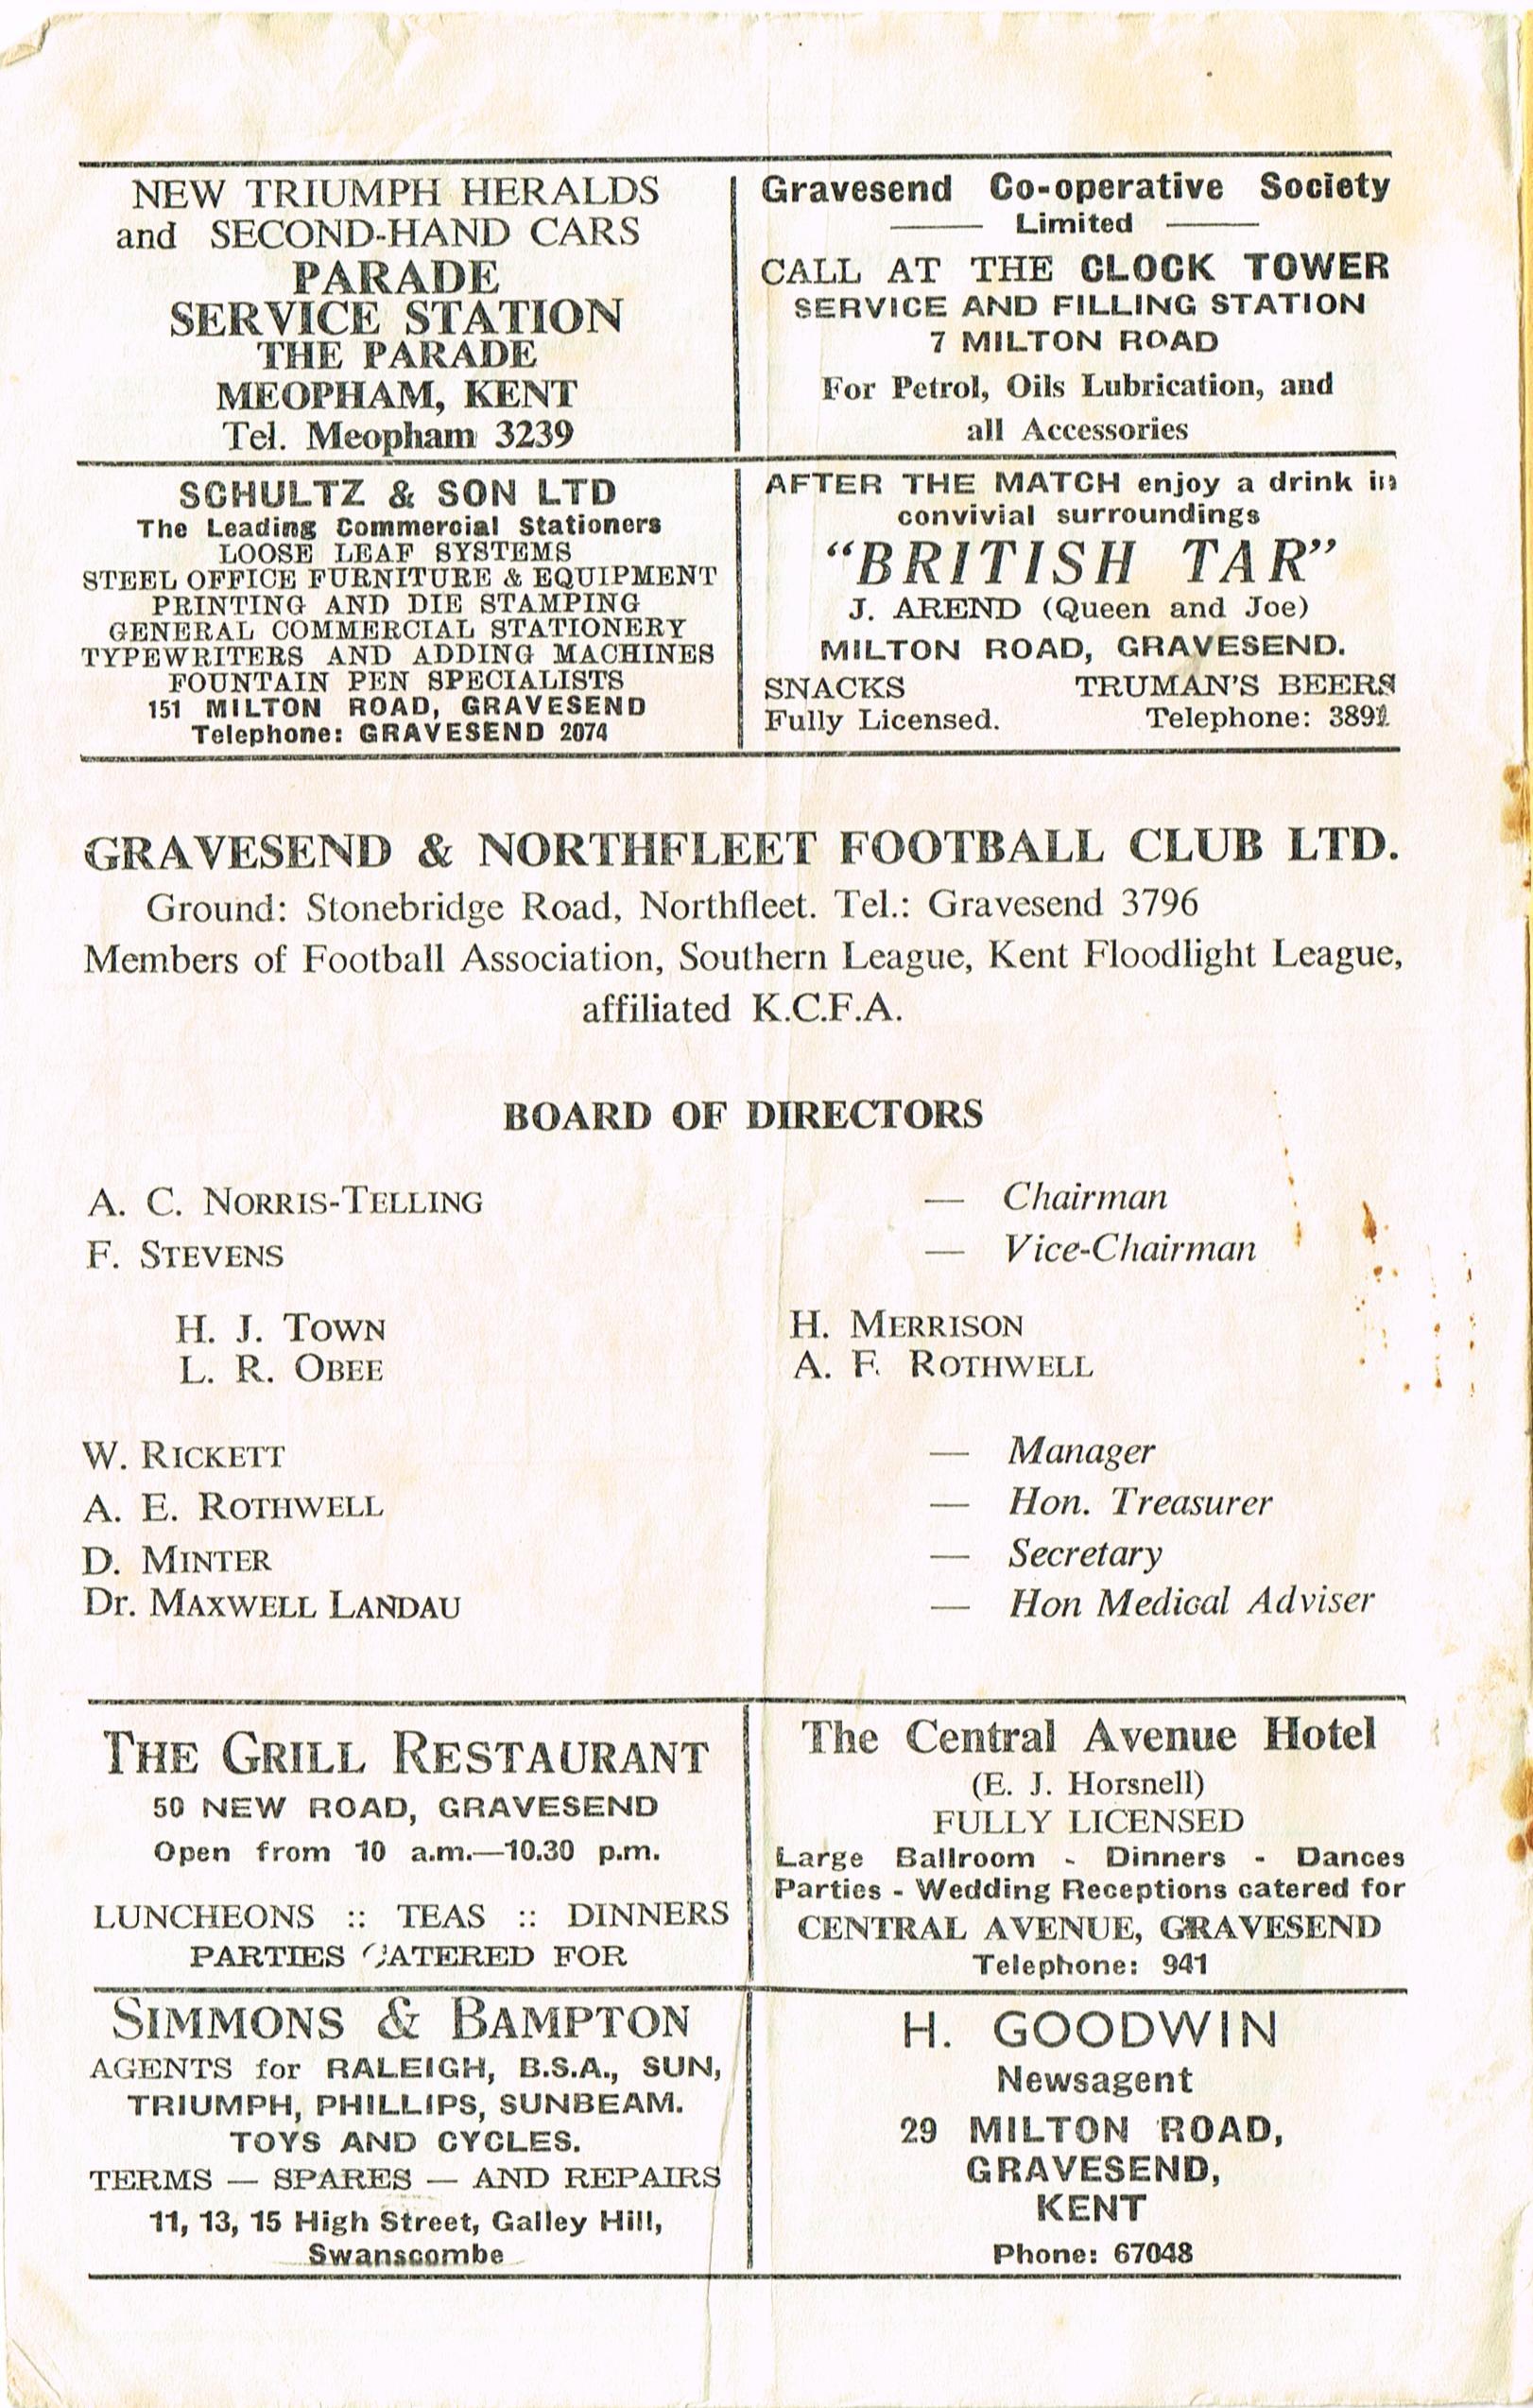 NEW TRIUMPH HERALDS
and SECOND-HAND CARS
PARADE
SERVICE STATION
THE PARADE
MEOPHAM, KENT
Tel. Meopham 3239
Gravesend Co-operative Society
Limited
CALL AT THE CLOCK TOWER
SERVICE AND FILLING STATION
7 MILTON ROAD
For Petrol, Oils Lubrication, and
all Accessories
SCHULTZ & SON LTD
The Leading Commercial Stationers
LOOSE LEAF SYSTEMS
STEEL OFFICE FURNITURE & EQUIPMENT
PRINTING AND DIE STAMPING
GENERAL COMMERCIAL STATIONERY
TYPEWRITERS AND ADDING MACHINES
FOUNTAIN PEN SPECIALISTS
151 MILTON ROAD, GRAVESEND
Telephone: GRAVESEND 2074
AFTER THE MATCH enjoy a drink in
convivial surroundings
"BRITISH TAR"
J. AREND (Queen and Joe)
MILTON ROAD, GRAVESEND.
SNACKS TRUMAN'S BEERS
Fully Licensed. Telephone:
GRAVESEND & NORTHFLEET FOOTBALL CLUB LTD.
Ground: Stonebridge Road, Northfleet. Tel.: Gravesend 3796
Members of Football Association, Southern League, Kent Floodlight League,
affiliated K.C.F.A.
BOARD OF DIRECTORS
A. C. NORRIS-TELLING — Chairman
F. STEVENS — Vice-Chairman
H. J. TOWN H. MERRISON
L. R. OBEE A. F. ROTHWELL
W. RICKETT — Manager
A. E. ROTHWELL — Hon. Treasurer
D. MINTER — Secretary
Dr. MAXWELL LANDAU — Hon Medical Adviser
THE GRILL RESTAURANT
50 NEW ROAD, GRAVESEND
Open from 10 a.m.—10.30 p.m.
LUNCHEONS :: TEAS :: DINNERS
PARTIES CATERED FOR
The Central Avenue Hotel
(E. J. Horsnell)
FULLY LICENSED
Large Ballroom - Dinners - Dances
Parties - Wedding Receptions catered for
CENTRAL AVENUE, GRAVESEND
Telephone: 941
SIMMONS & BAMPTON
AGENTS for RALEIGH, B.S.A., SUN,
TRIUMPH, PHILLIPS, SUNBEAM.
TOYS AND CYCLES.
TERMS — SPARES — AND REPAIRS
11, 13, 15 High Street, Galley Hill,
Swanscombe
H. GOODWIN
Newsagent
29 MILTON ROAD,
GRAVESEND,
KENT
Phone: 67048